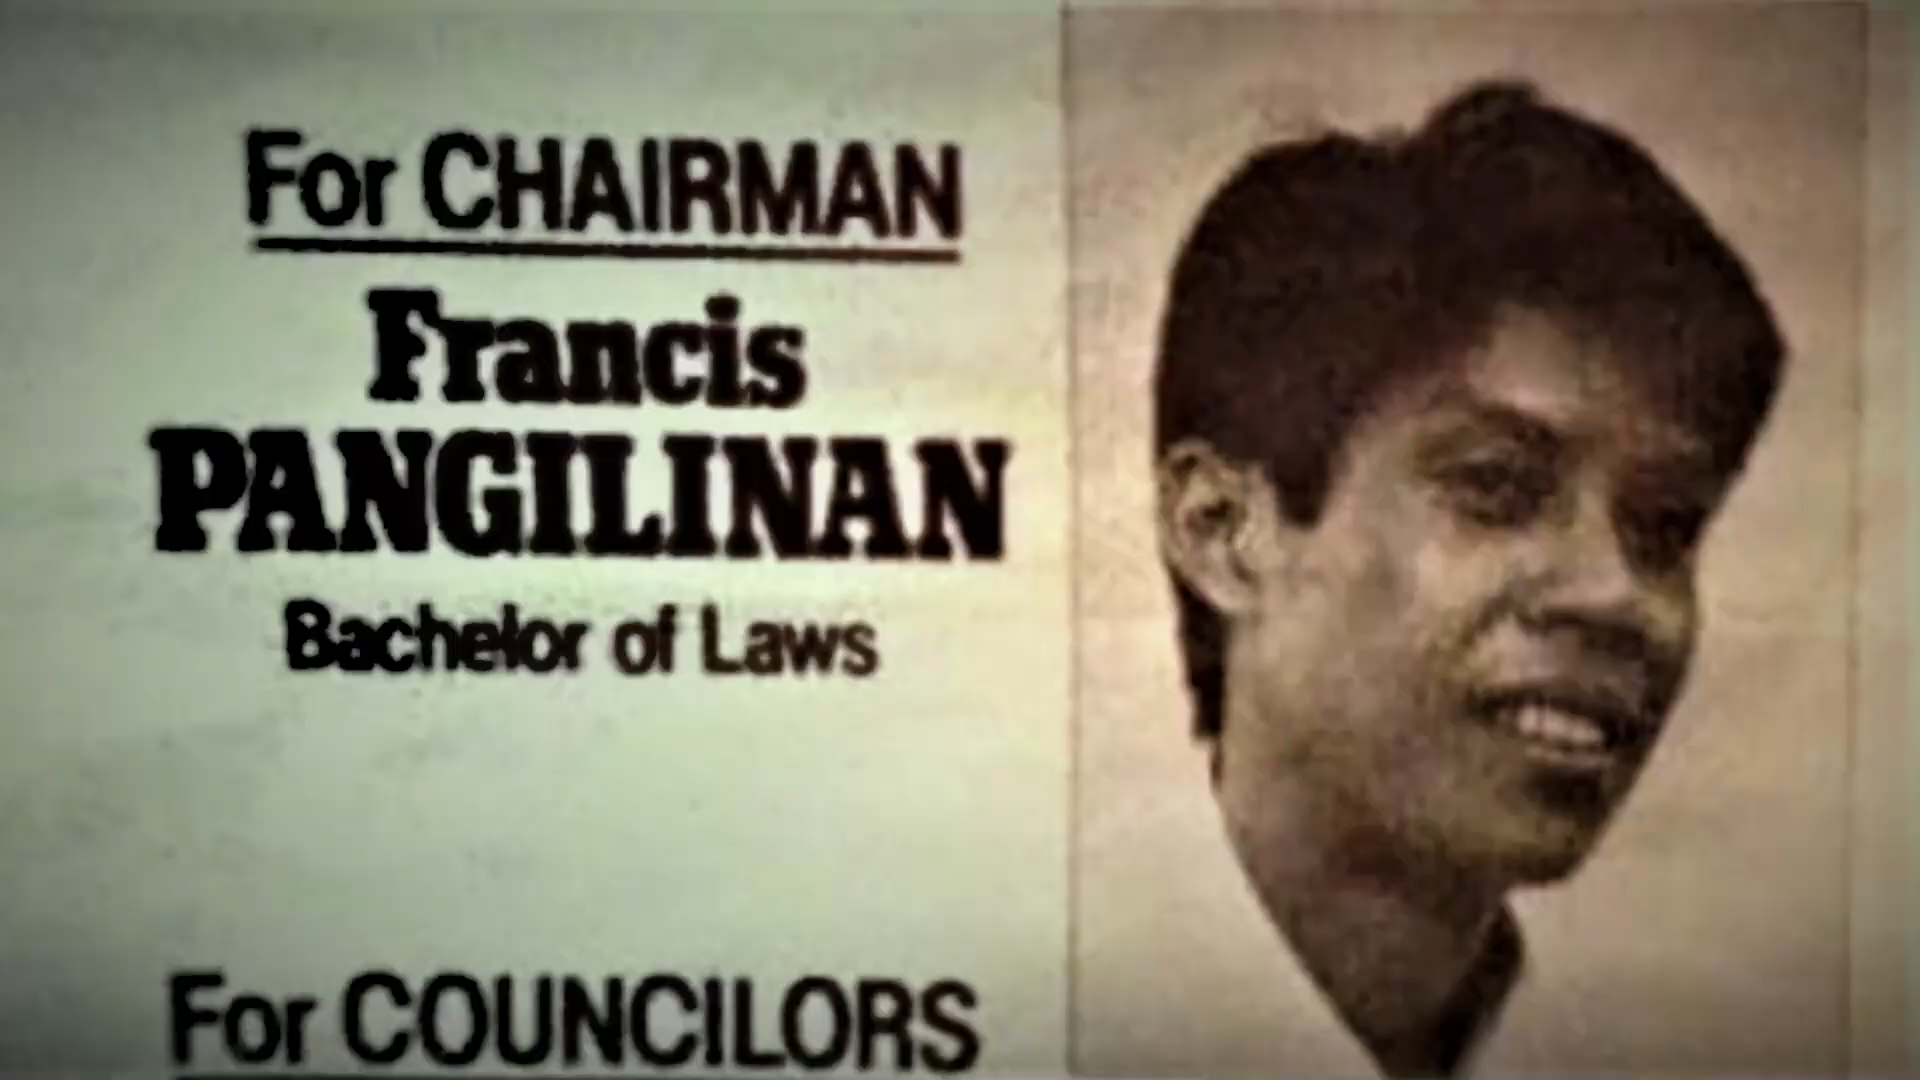 For CHAIRMAN
Francis
PANGILINAN
Bachelor of Laws
For COUNCILORS